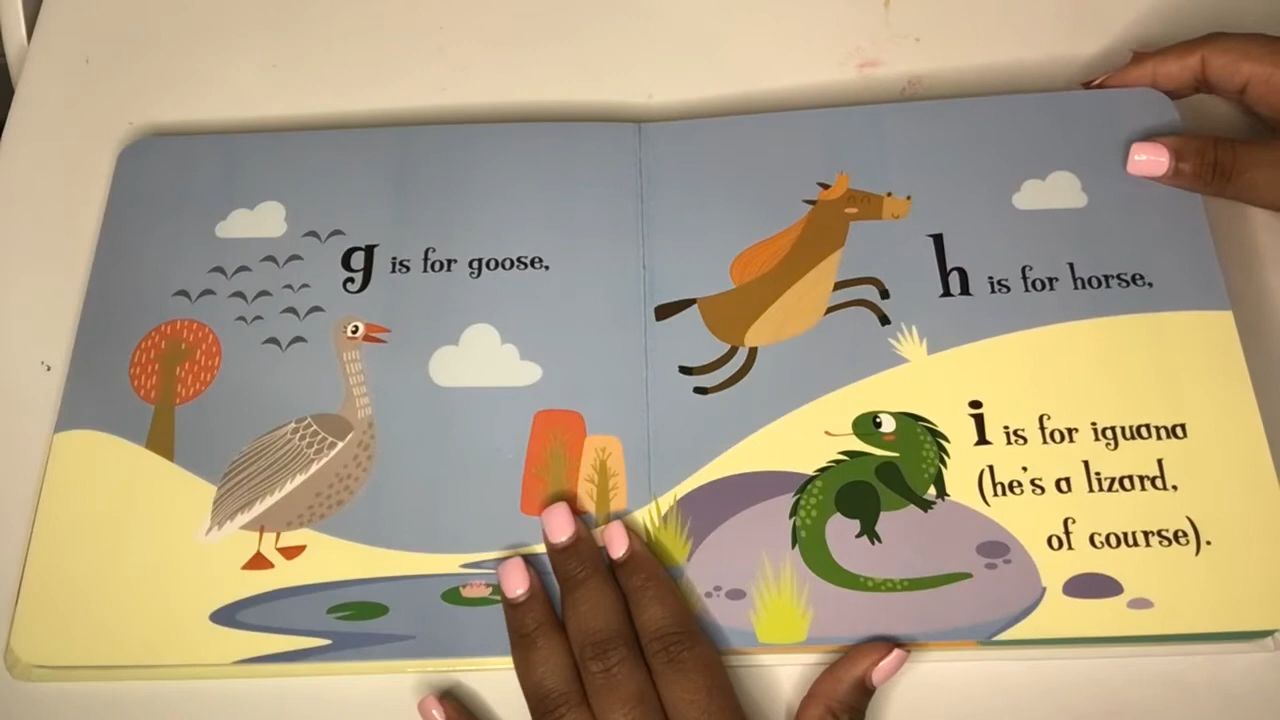 g is for goose,
h is for horse,
i is for iguana
(he's a lizard,
of course).